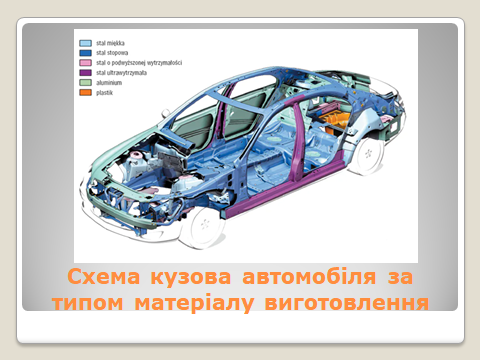 stal miękka
stal stopowa
stal o podwyższonej wytrzymałości
stal ultrawytrzymała
aluminium
plastik
Схема кузова автомобіля за
типом матеріалу виготовлення